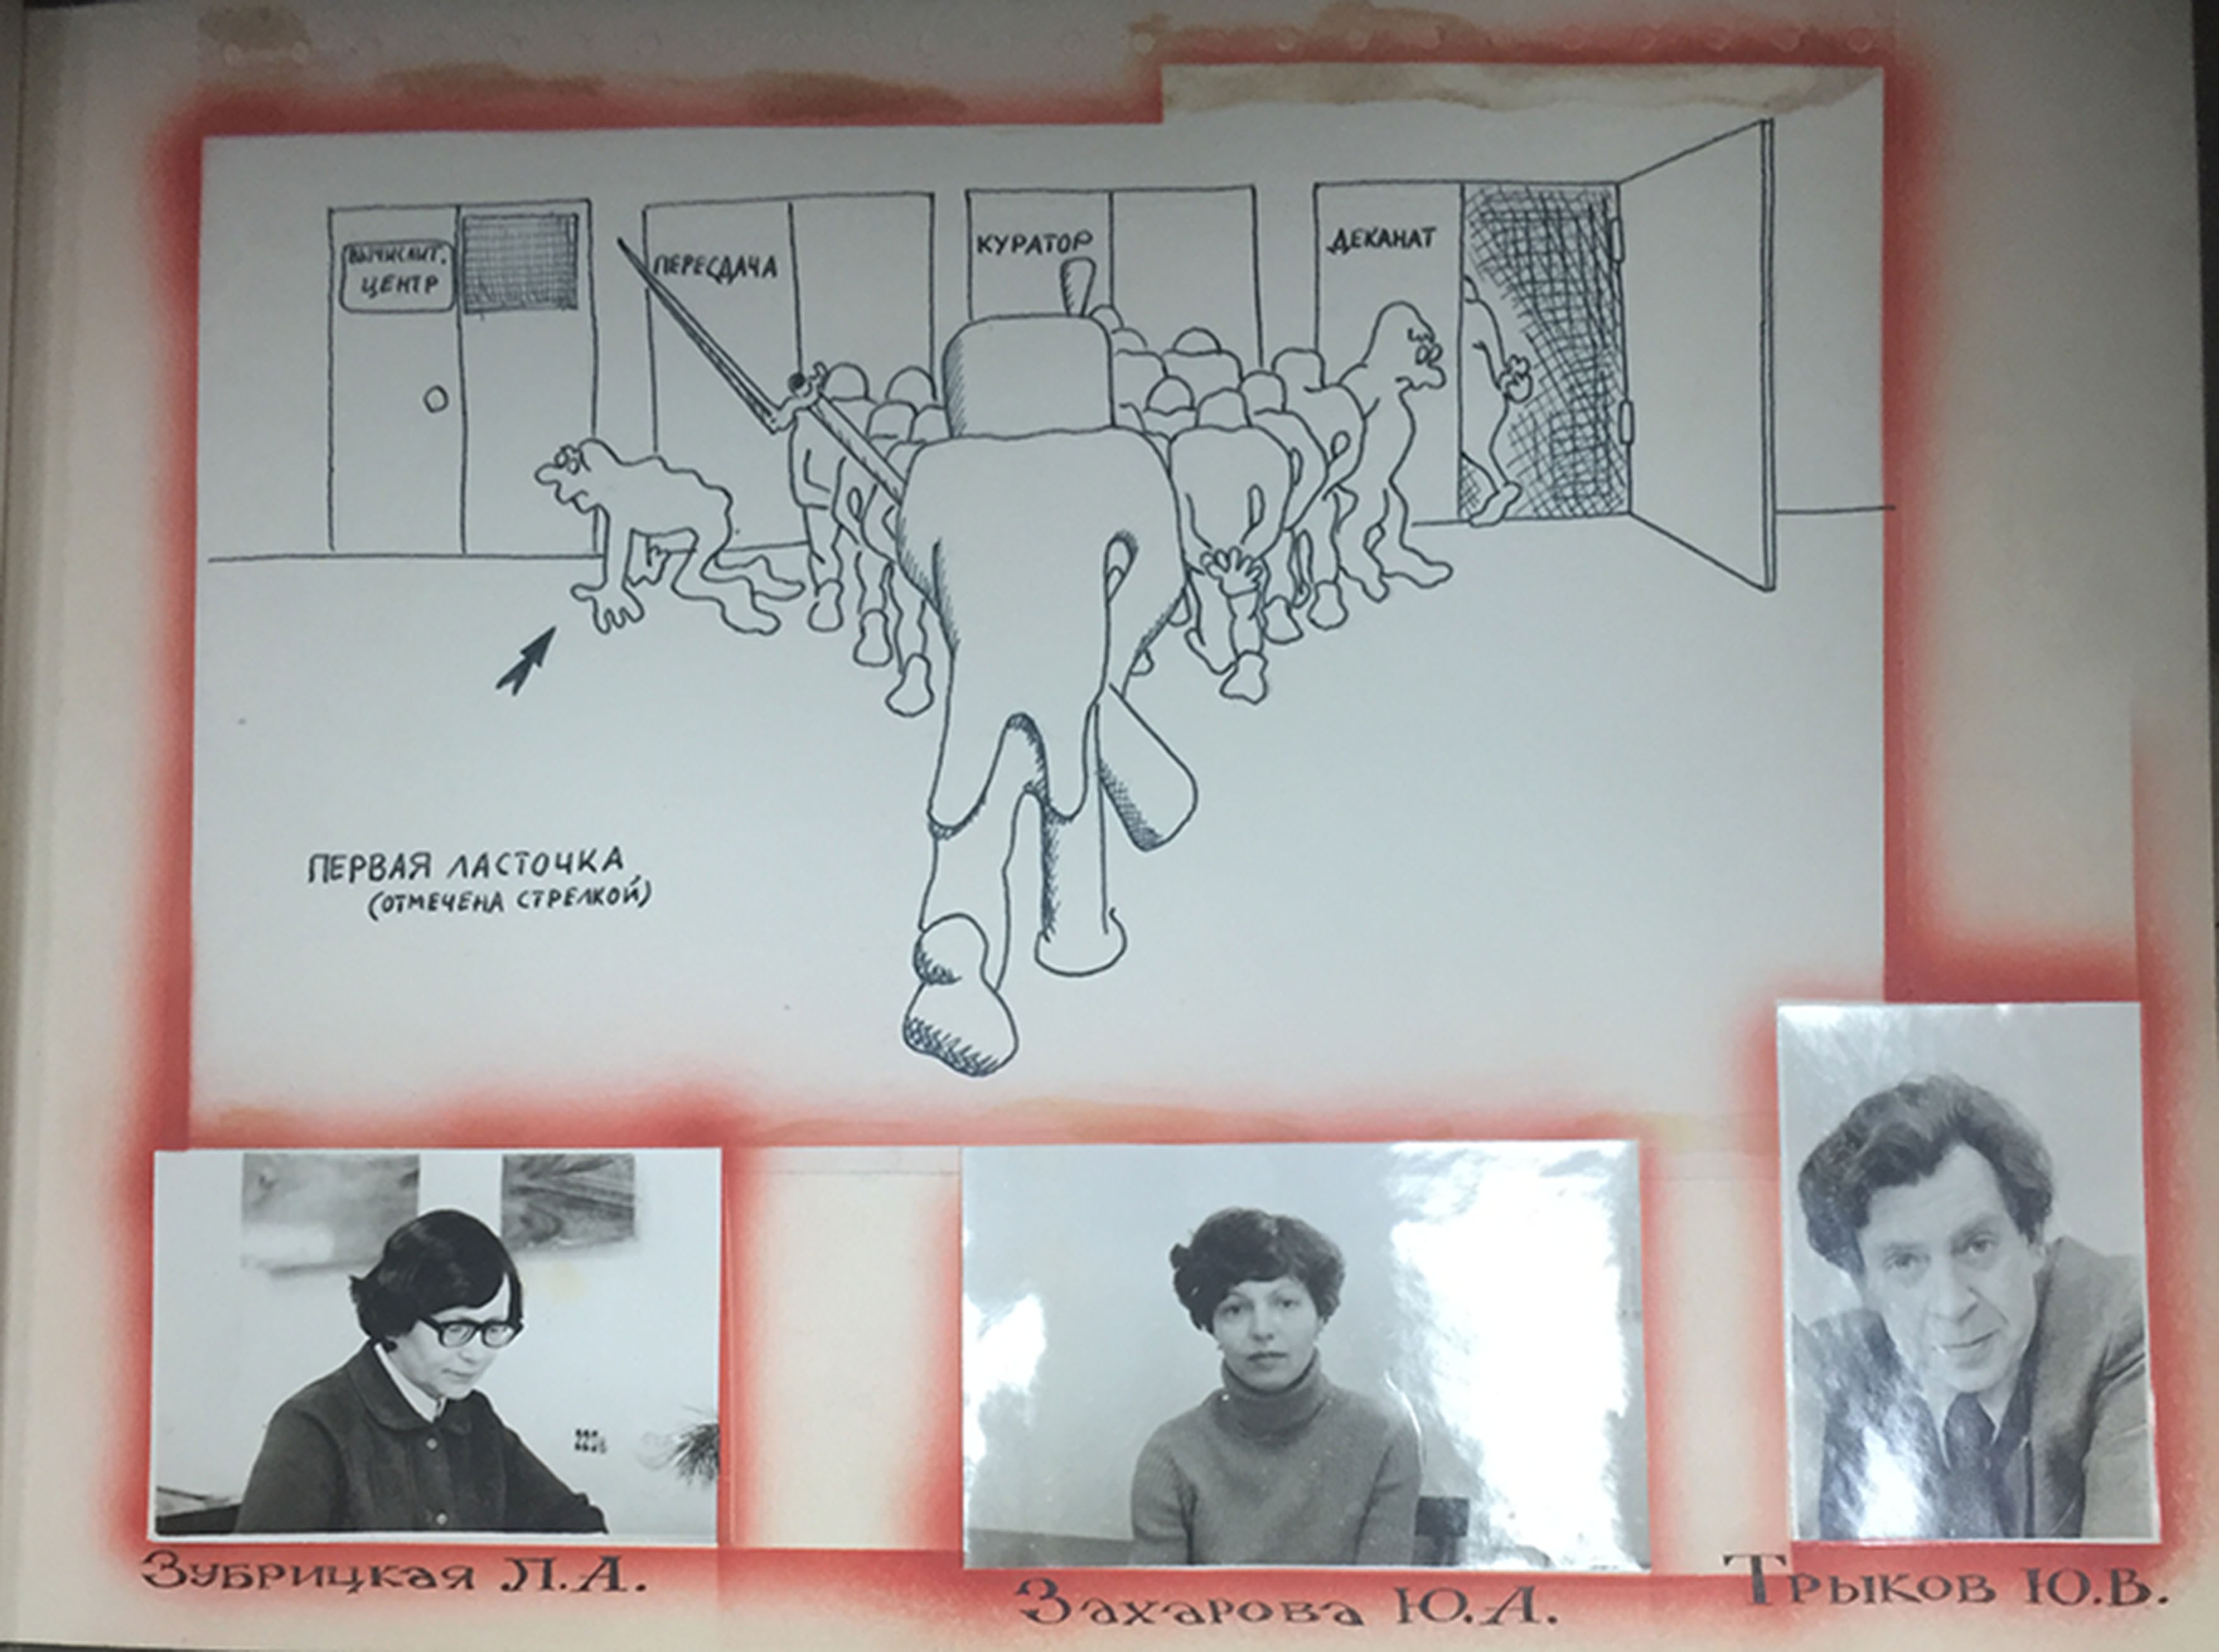 ВЫЧИСЛИТ.
ЦЕНТР
ПЕРЕСДАЧА
КУРАТОР
ДЕКАНАТ
ПЕРВАЯ ЛАСТОЧКА
(ОТМЕЧЕНА СТРЕЛКОЙ)
Зубрицкая Л.А.
Захарова Ю.А.
Трыков Ю.В.